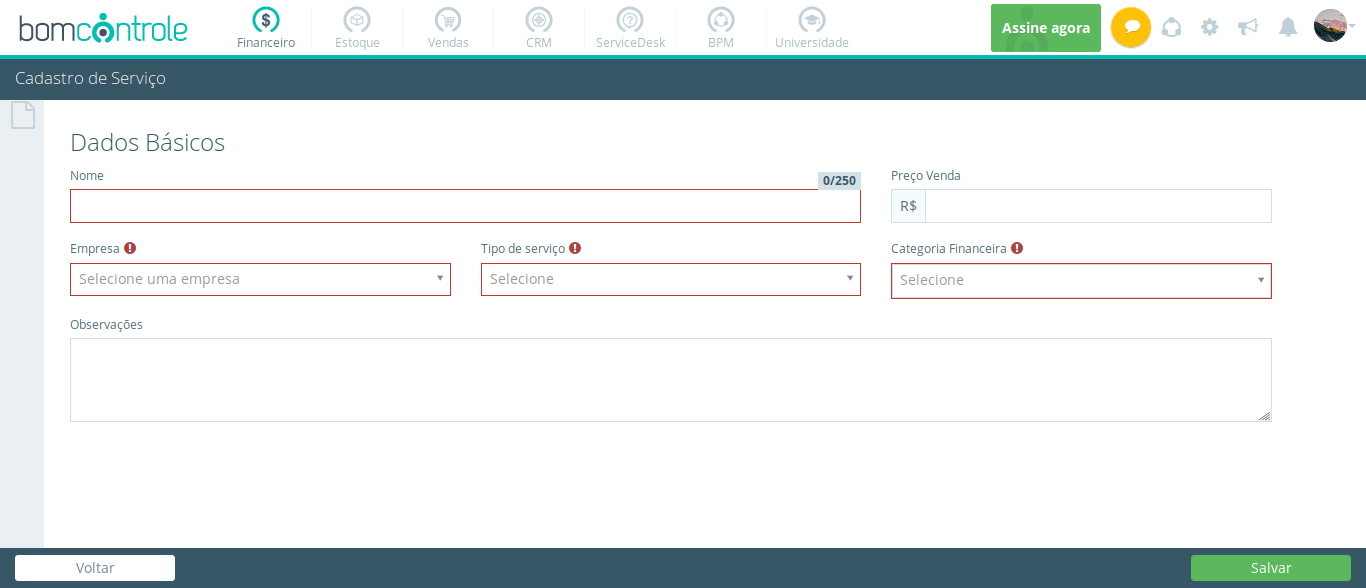 bomcontrole
Financeiro
Estoque
Vendas
CRM
ServiceDesk
BPM
Universidade
Assine agora
Cadastro de Serviço
Dados Básicos
Nome
0/250
Preço Venda
R$
Empresa
Tipo de serviço
Categoria Financeira
Selecione uma empresa
Selecione
Selecione
Observações
Voltar
Salvar